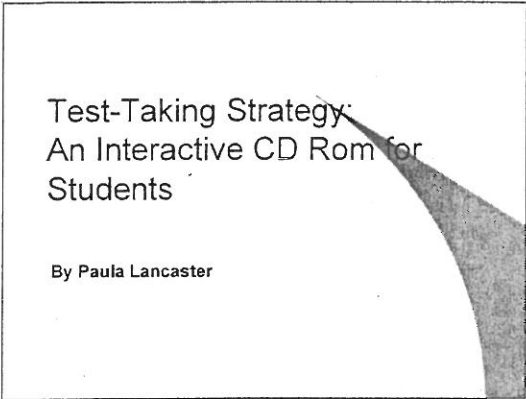 Test-Taking Strategy:
An Interactive CD Rom for
Students
By Paula Lancaster